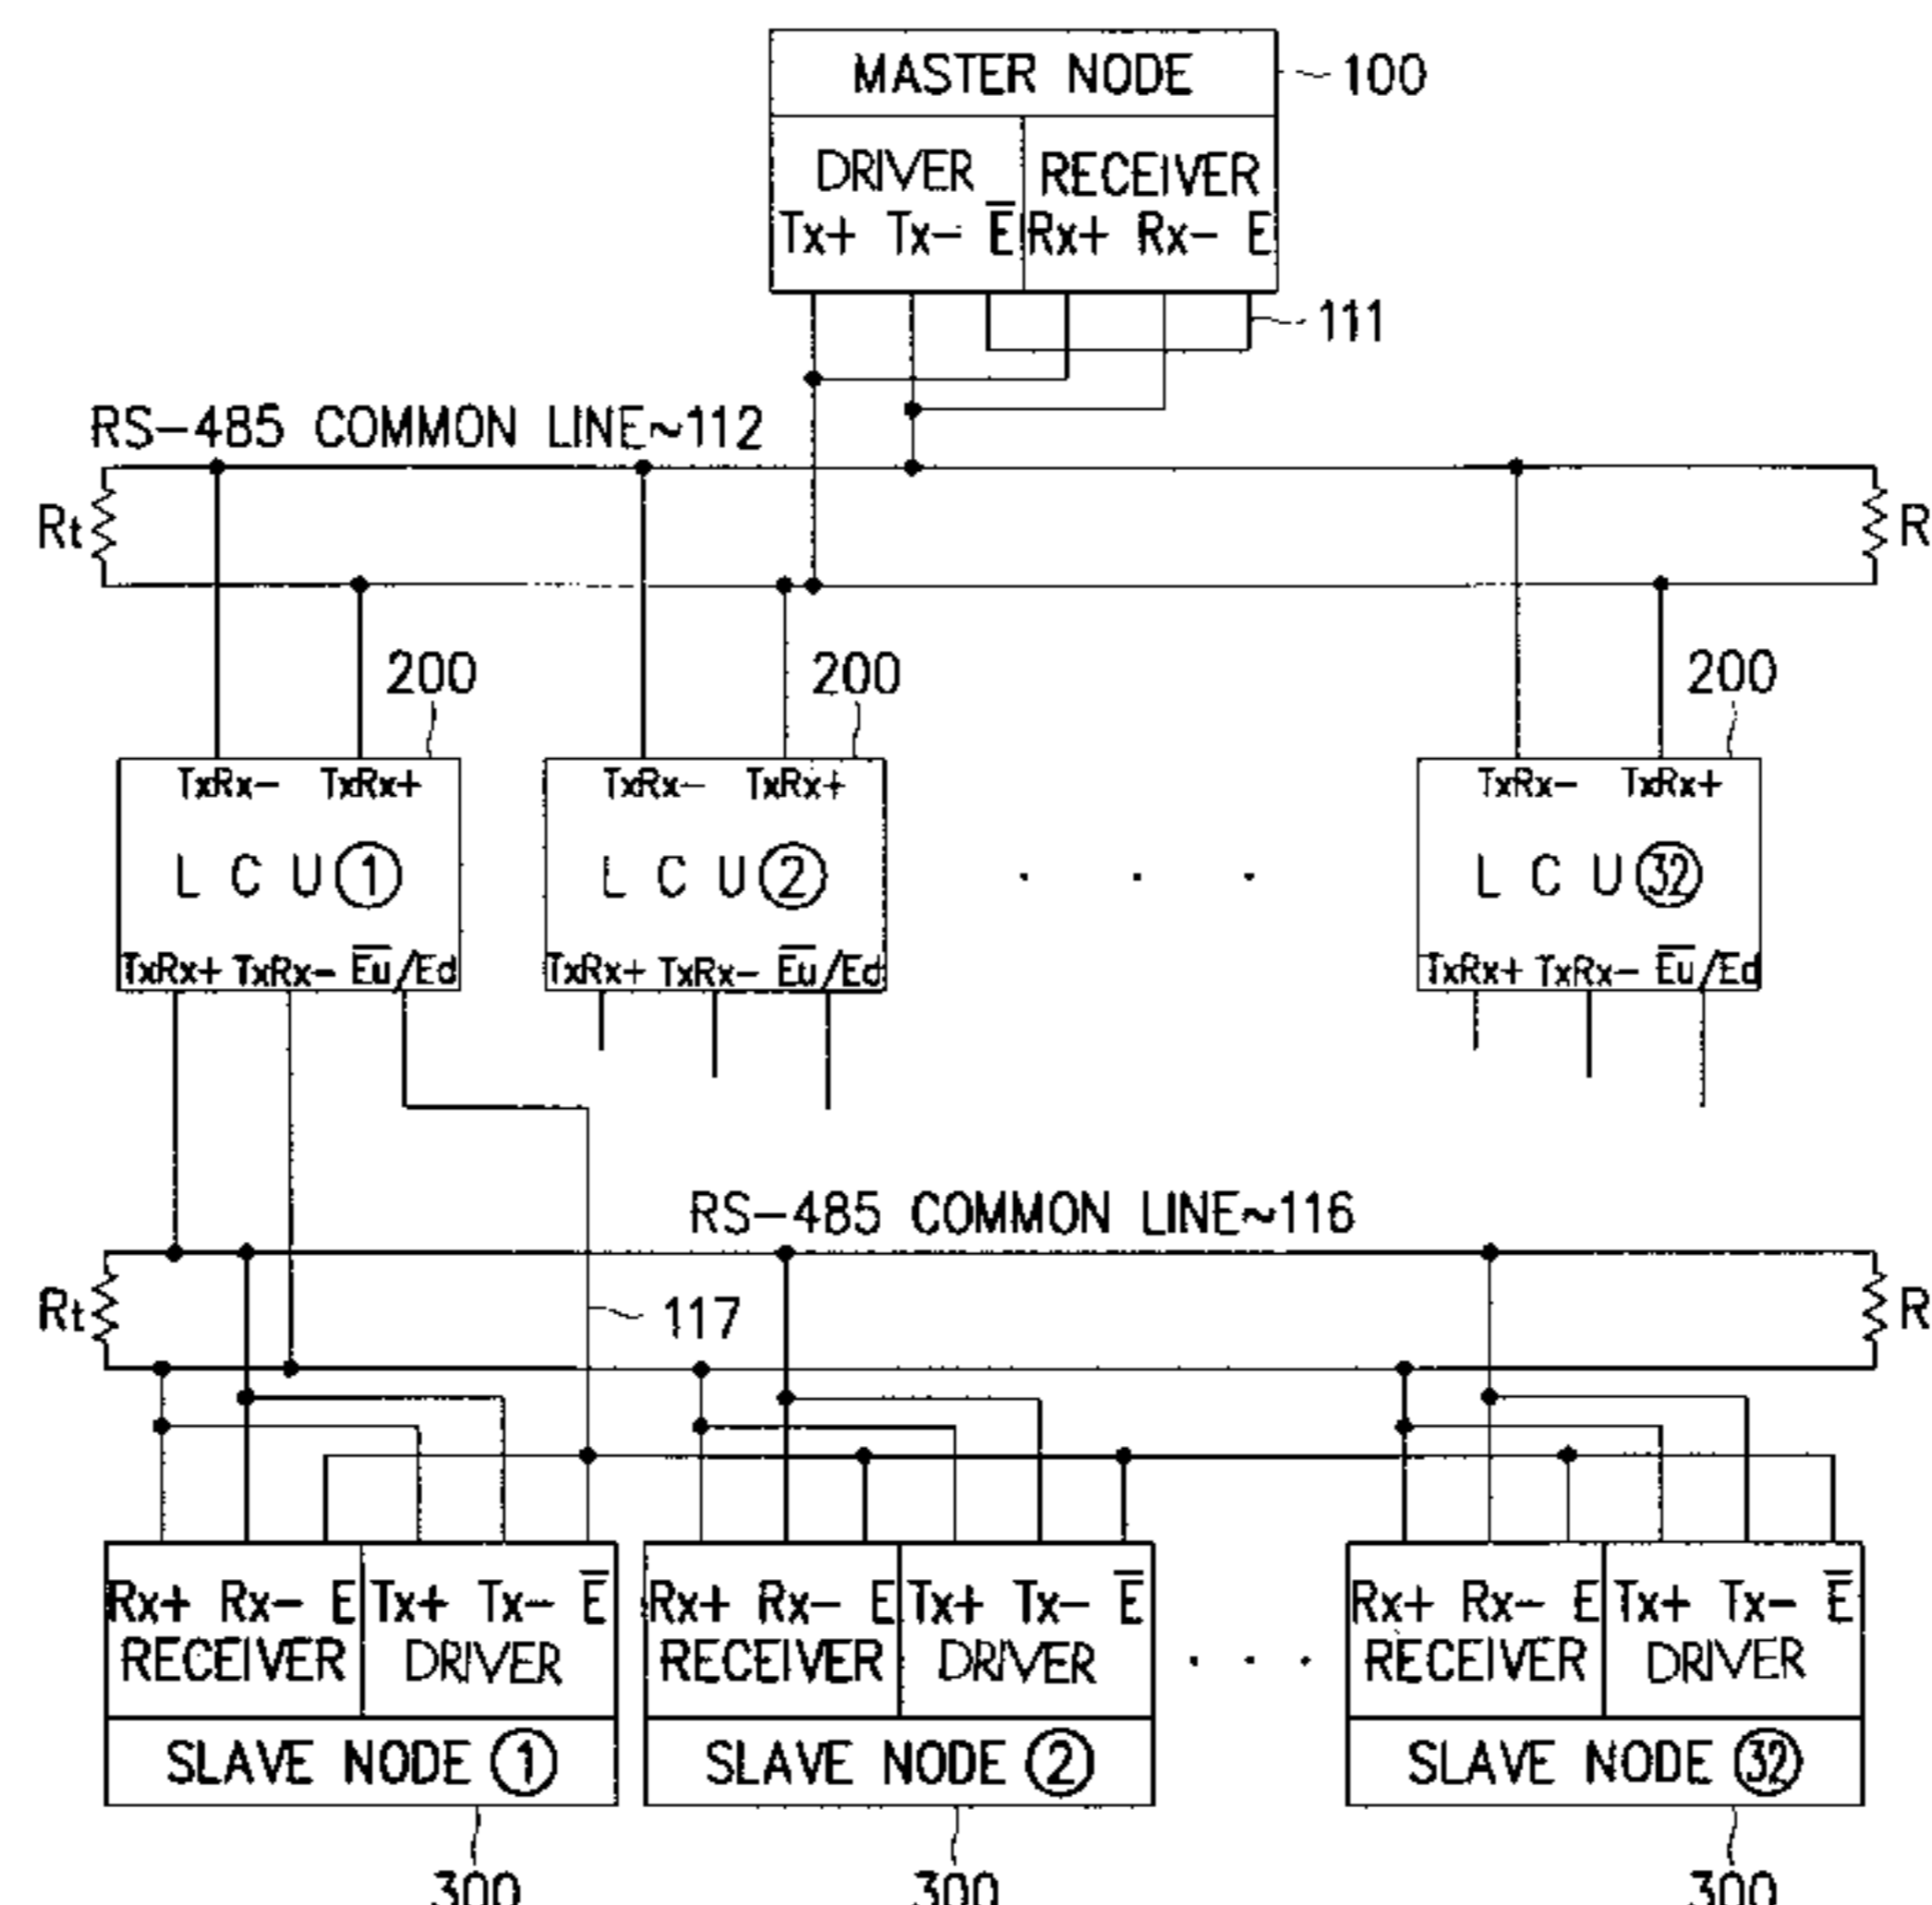 MASTER NODE
100
DRIVER RECEIVER
Tx+ Tx- E̅ Rx+ Rx- E
111
RS-485 COMMON LINE~112
Rt R
200 200 200
TxRx- TxRx+ TxRx- TxRx+ TxRx- TxRx+
L C U ① L C U ② . . . L C U ㉜
TxRx+ TxRx- E̅u̅/Ed TxRx+ TxRx- E̅u̅/Ed TxRx+ TxRx- E̅u̅/Ed
RS-485 COMMON LINE~116
Rt 117 R
Rx+ Rx- E Tx+ Tx- E̅ Rx+ Rx- E Tx+ Tx- E̅ Rx+ Rx- E Tx+ Tx- E̅
RECEIVER DRIVER RECEIVER DRIVER . . . RECEIVER DRIVER
SLAVE NODE ① SLAVE NODE ② SLAVE NODE ㉜
300 300 300